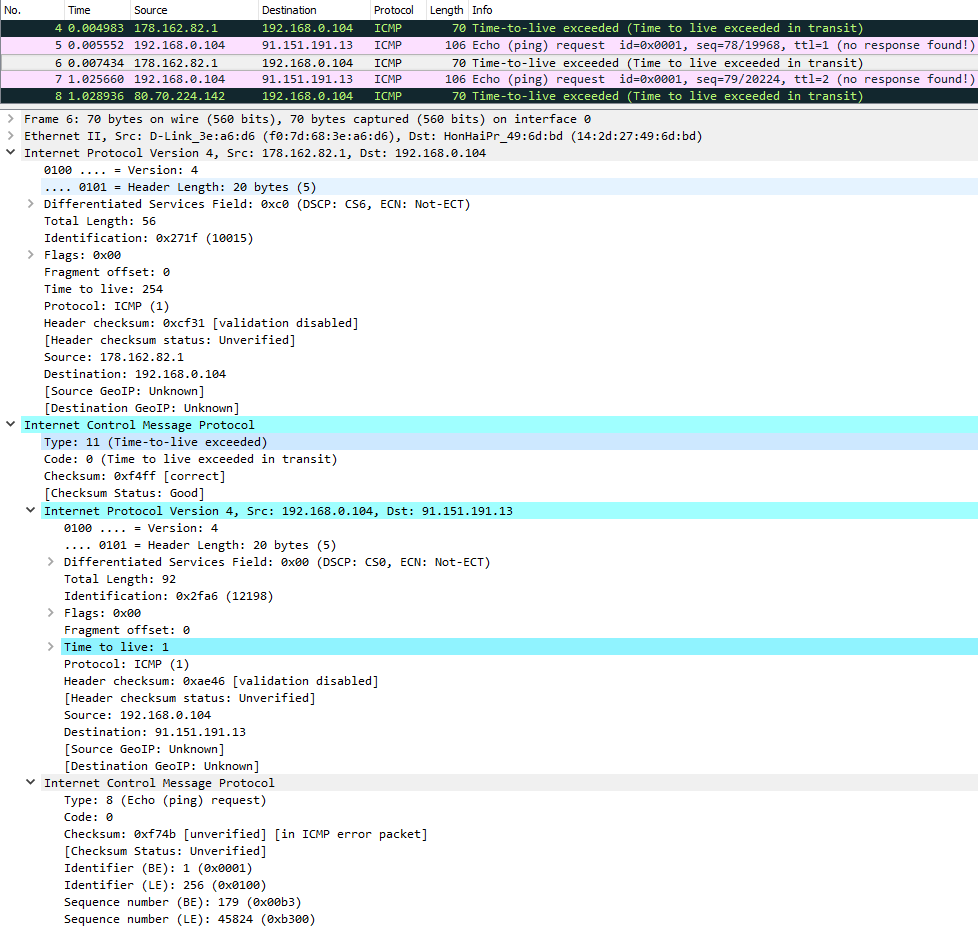 No. Time Source Destination Protocol Length Info
4 0.004983 178.162.82.1 192.168.0.104 ICMP 70 Time-to-live exceeded (Time to live exceeded in transit)
5 0.005552 192.168.0.104 91.151.191.13 ICMP 106 Echo (ping) request id=0x0001, seq=78/19968, ttl=1 (no response found!)
6 0.007434 178.162.82.1 192.168.0.104 ICMP 70 Time-to-live exceeded (Time to live exceeded in transit)
7 1.025660 192.168.0.104 91.151.191.13 ICMP 106 Echo (ping) request id=0x0001, seq=79/20224, ttl=2 (no response found!)
8 1.028936 80.70.224.142 192.168.0.104 ICMP 70 Time-to-live exceeded (Time to live exceeded in transit)
Frame 6: 70 bytes on wire (560 bits), 70 bytes captured (560 bits) on interface 0
Ethernet II, Src: D-Link_3e:a6:d6 (f0:7d:68:3e:a6:d6), Dst: HonHaiPr_49:6d:bd (14:2d:27:49:6d:bd)
Internet Protocol Version 4, Src: 178.162.82.1, Dst: 192.168.0.104
0100 .... = Version: 4
.... 0101 = Header Length: 20 bytes (5)
Differentiated Services Field: 0xc0 (DSCP: CS6, ECN: Not-ECT)
Total Length: 56
Identification: 0x271f (10015)
Flags: 0x00
Fragment offset: 0
Time to live: 254
Protocol: ICMP (1)
Header checksum: 0xcf31 [validation disabled]
[Header checksum status: Unverified]
Source: 178.162.82.1
Destination: 192.168.0.104
[Source GeoIP: Unknown]
[Destination GeoIP: Unknown]
Internet Control Message Protocol
Type: 11 (Time-to-live exceeded)
Code: 0 (Time to live exceeded in transit)
Checksum: 0xf4ff [correct]
[Checksum Status: Good]
Internet Protocol Version 4, Src: 192.168.0.104, Dst: 91.151.191.13
0100 .... = Version: 4
.... 0101 = Header Length: 20 bytes (5)
Differentiated Services Field: 0x00 (DSCP: CS0, ECN: Not-ECT)
Total Length: 92
Identification: 0x2fa6 (12198)
Flags: 0x00
Fragment offset: 0
Time to live: 1
Protocol: ICMP (1)
Header checksum: 0xae46 [validation disabled]
[Header checksum status: Unverified]
Source: 192.168.0.104
Destination: 91.151.191.13
[Source GeoIP: Unknown]
[Destination GeoIP: Unknown]
Internet Control Message Protocol
Type: 8 (Echo (ping) request)
Code: 0
Checksum: 0xf74b [unverified] [in ICMP error packet]
[Checksum Status: Unverified]
Identifier (BE): 1 (0x0001)
Identifier (LE): 256 (0x0100)
Sequence number (BE): 179 (0x00b3)
Sequence number (LE): 45824 (0xb300)